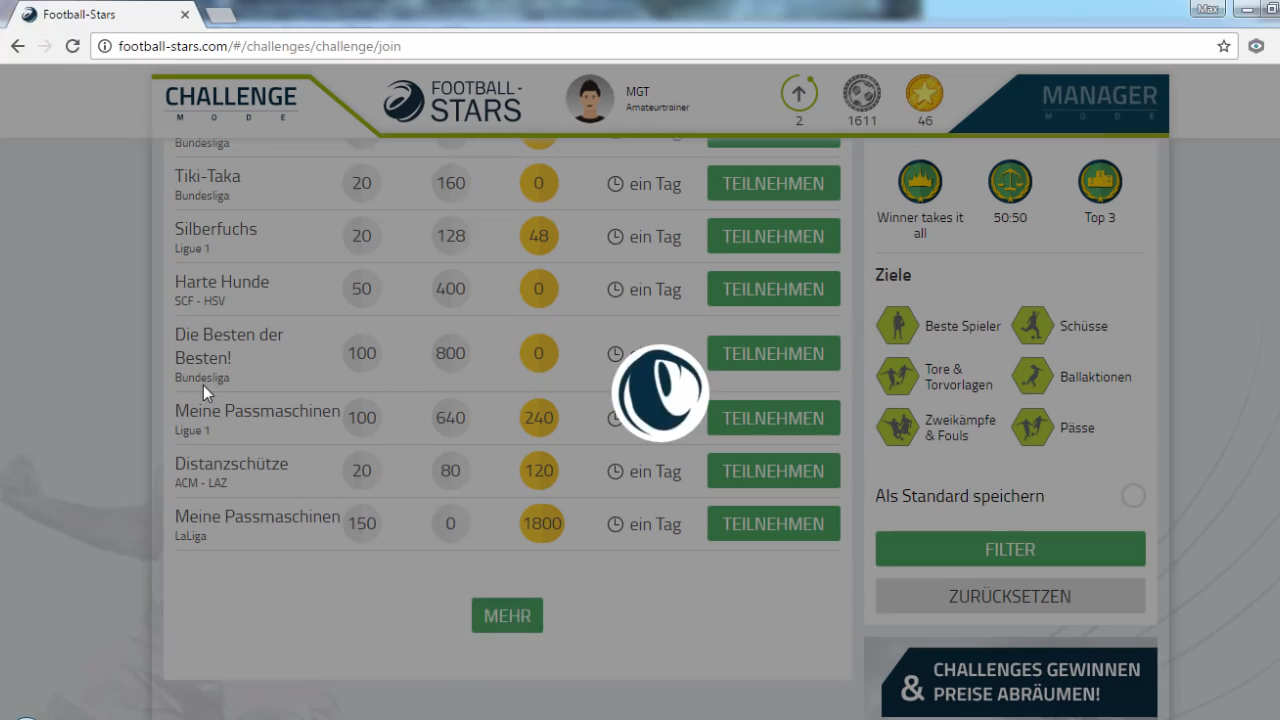 Football-Stars
Max
football-stars.com/#/challenges/challenge/join
CHALLENGE
MODE
FOOTBALL-
STARS
MGT
Amateurtrainer
2
1611
46
MANAGER
MODE
Bundesliga
Tiki-Taka
Bundesliga
20
160
0
ein Tag
TEILNEHMEN
Silberfuchs
Ligue 1
20
128
48
ein Tag
TEILNEHMEN
Harte Hunde
SCF - HSV
50
400
0
ein Tag
TEILNEHMEN
Die Besten der
Besten!
Bundesliga
100
800
0
TEILNEHMEN
Meine Passmaschinen
Ligue 1
100
640
240
TEILNEHMEN
Distanzschütze
ACM - LAZ
20
80
120
ein Tag
TEILNEHMEN
Meine Passmaschinen
LaLiga
150
0
1800
ein Tag
TEILNEHMEN
MEHR
Winner takes it
all
50:50
Top 3
Ziele
Beste Spieler
Schüsse
Tore &
Torvorlagen
Ballaktionen
Zweikämpfe
& Fouls
Pässe
Als Standard speichern
FILTER
ZURÜCKSETZEN
& CHALLENGES GEWINNEN
PREISE ABRÄUMEN!